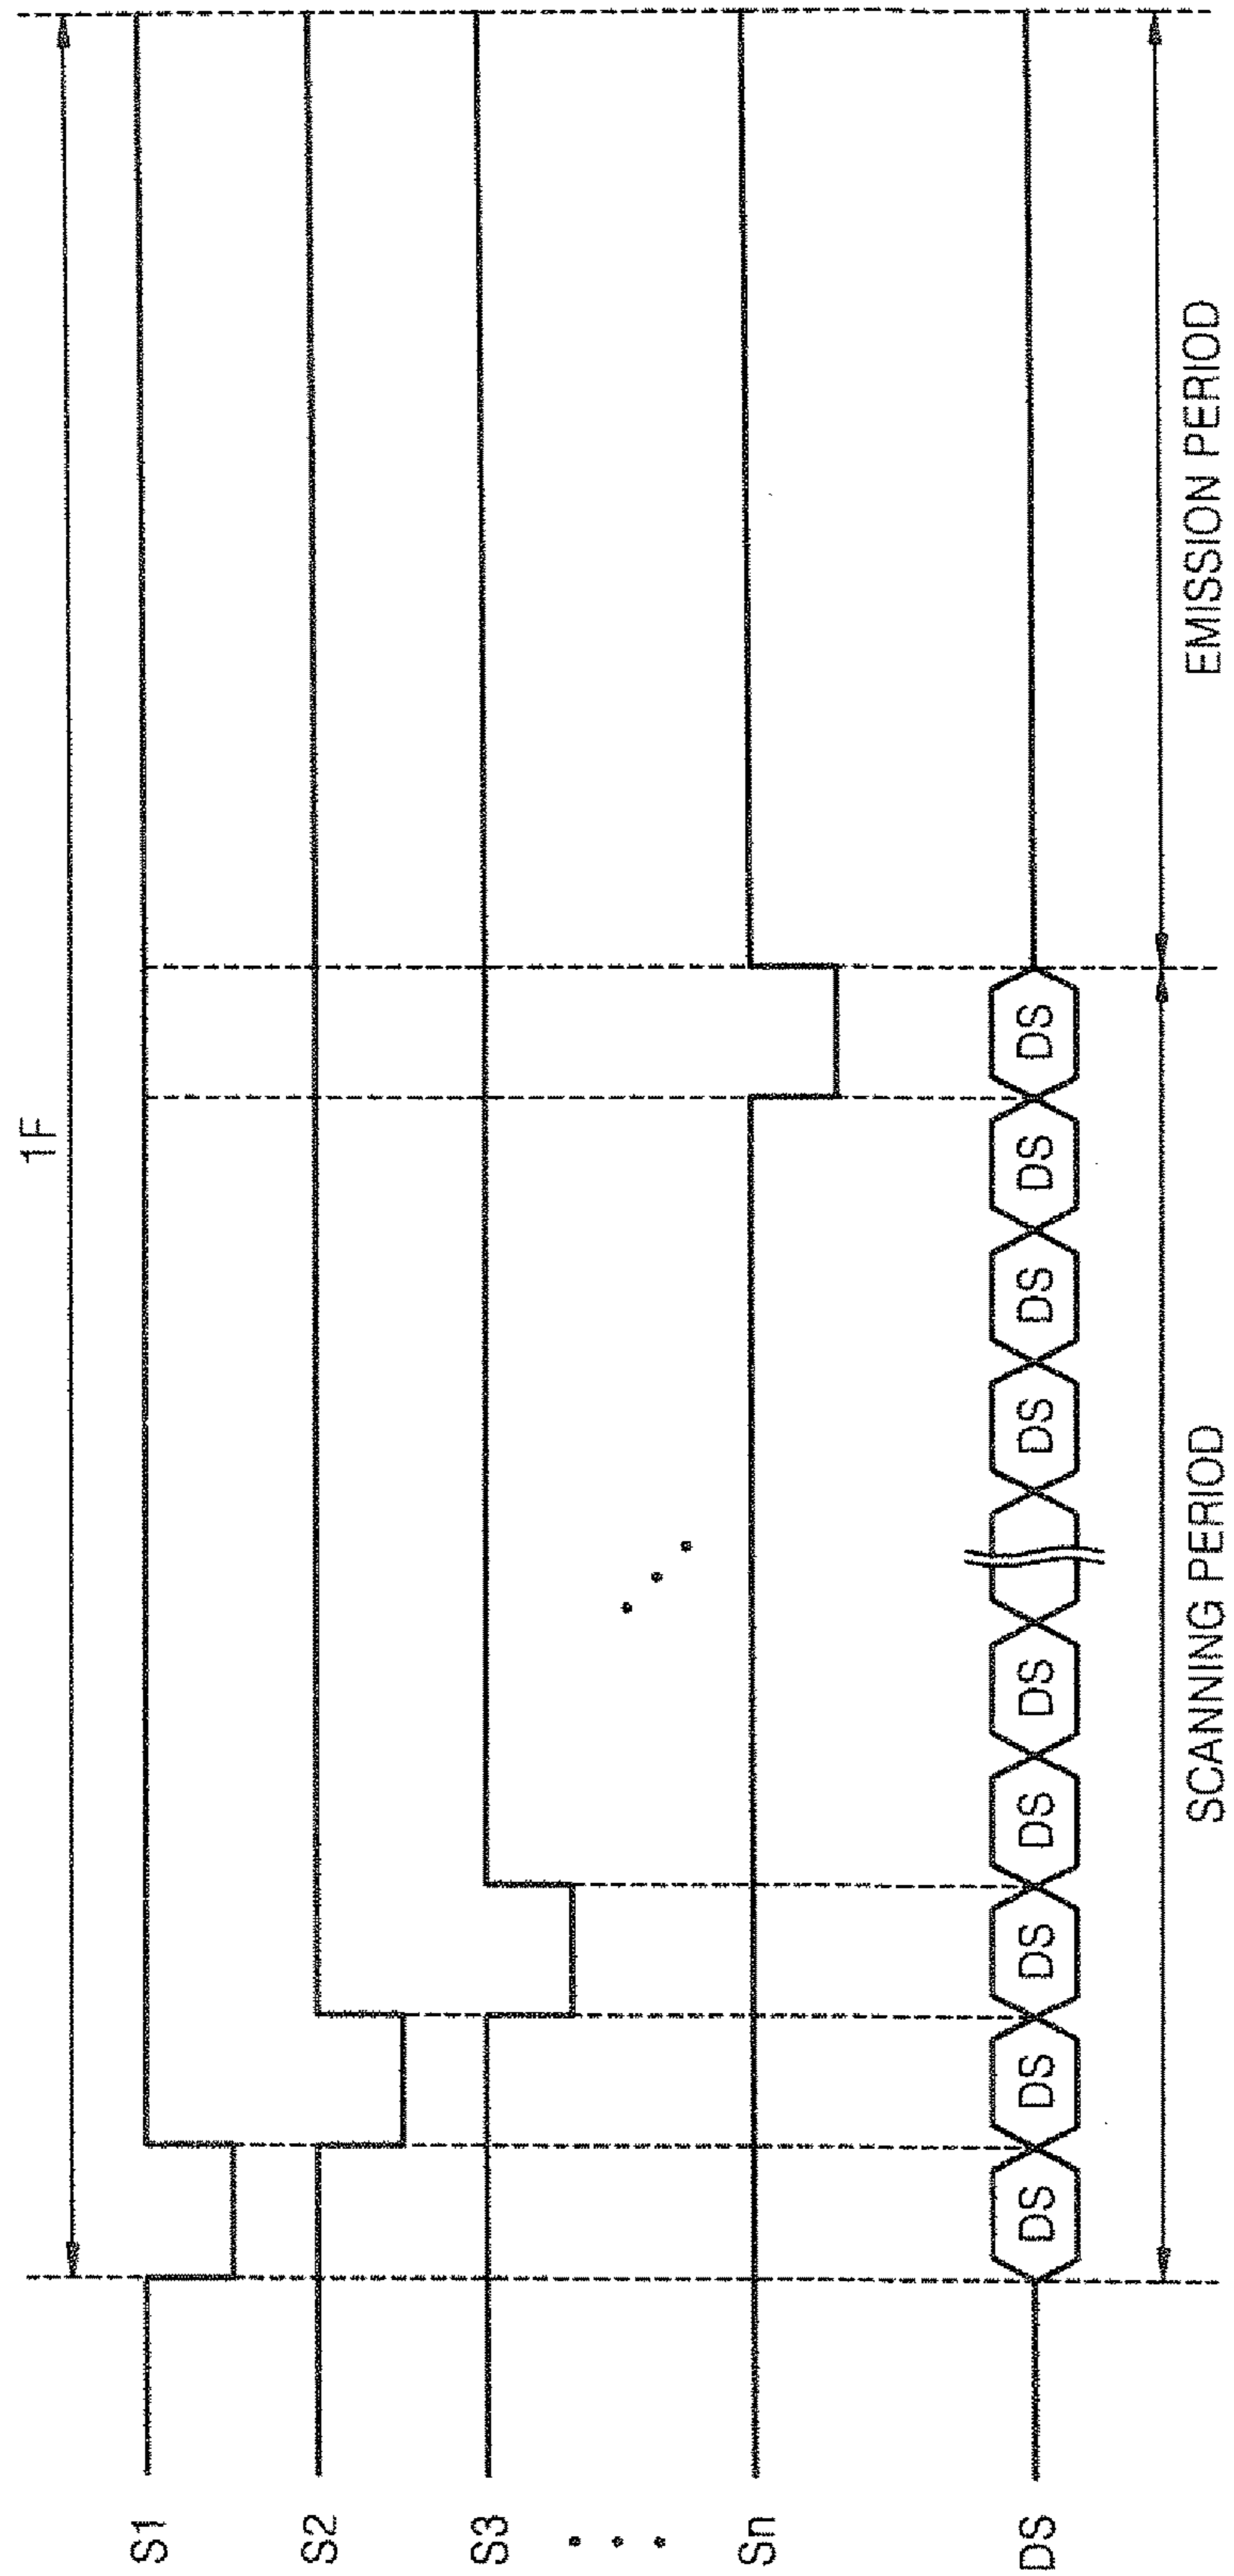 1F
S1
S2
S3
Sn
DS DS DS DS DS DS DS DS DS DS
SCANNING PERIOD EMISSION PERIOD